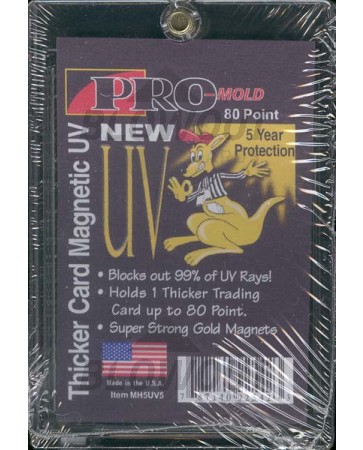 PRO-MOLD
80 Point
NEW
5 Year
Protection
UV
Thicker Card Magnetic UV
• Blocks out 99% of UV Rays!
• Holds 1 Thicker Trading
Card up to 80 Point.
• Super Strong Gold Magnets
Made in the U.S.A.
Item MH5UV5